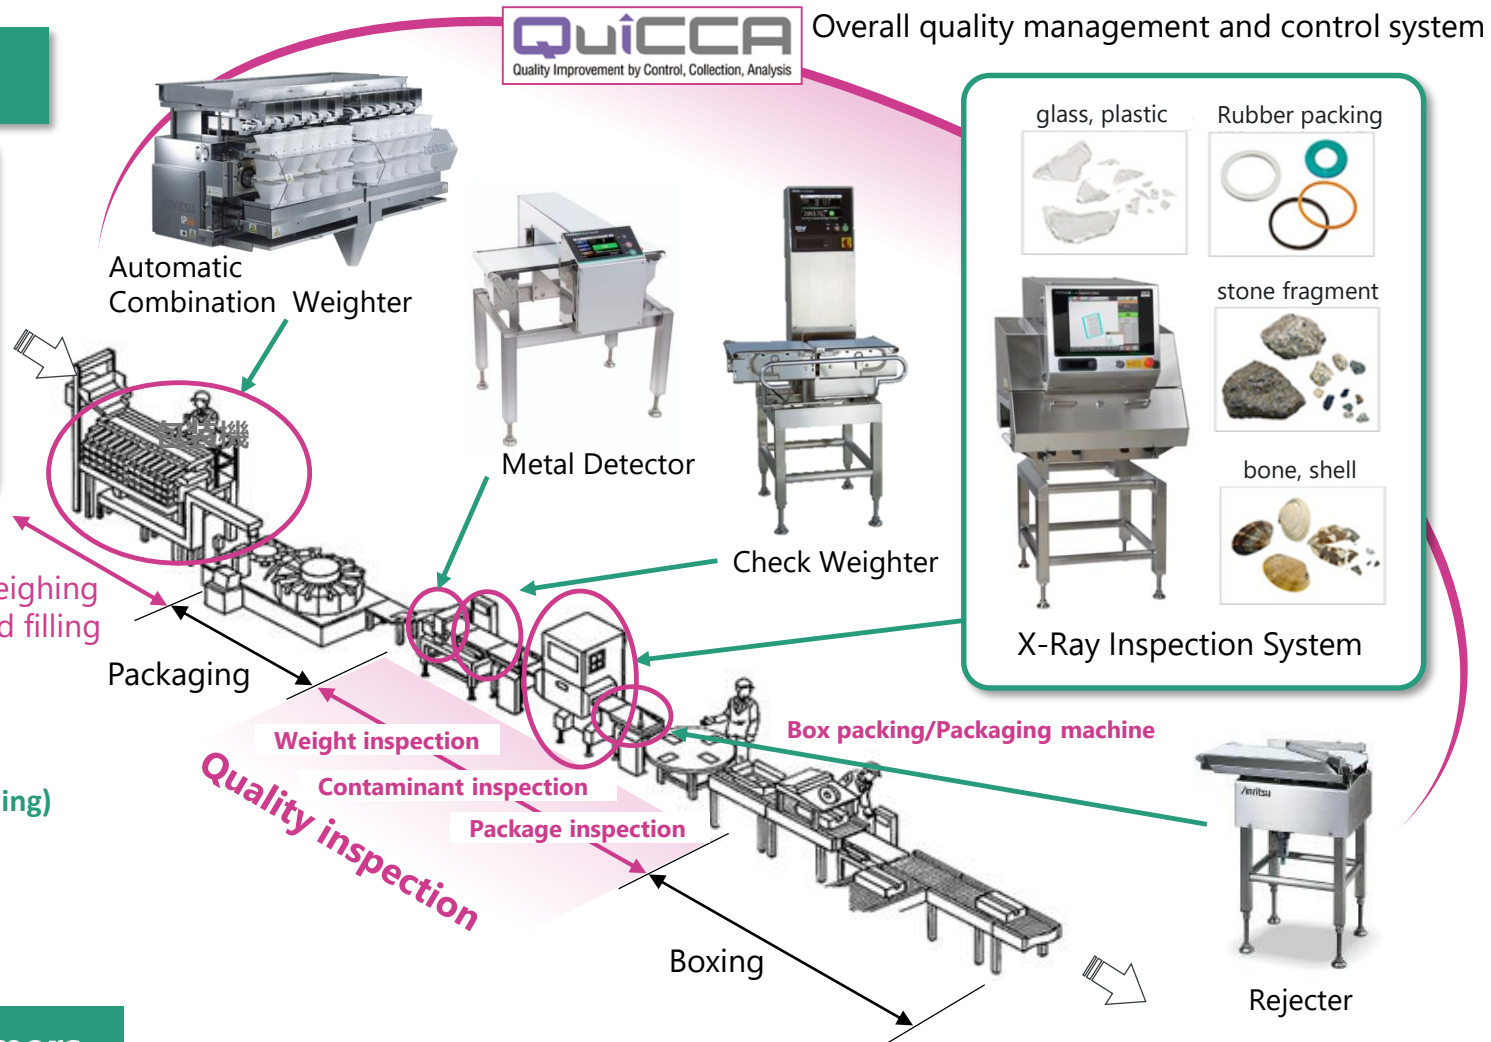 QUiCCA
Quality Improvement by Control, Collection, Analysis
Overall quality management and control system
glass, plastic
Rubber packing
stone fragment
bone, shell
X-Ray Inspection System
Automatic
Combination Weighter
Anritsu
Metal Detector
Check Weighter
eighing
d filling
Packaging
Weight inspection
Contaminant inspection
Package inspection
Quality inspection
Box packing/Packaging machine
ing)
Boxing
Anritsu
Rejecter